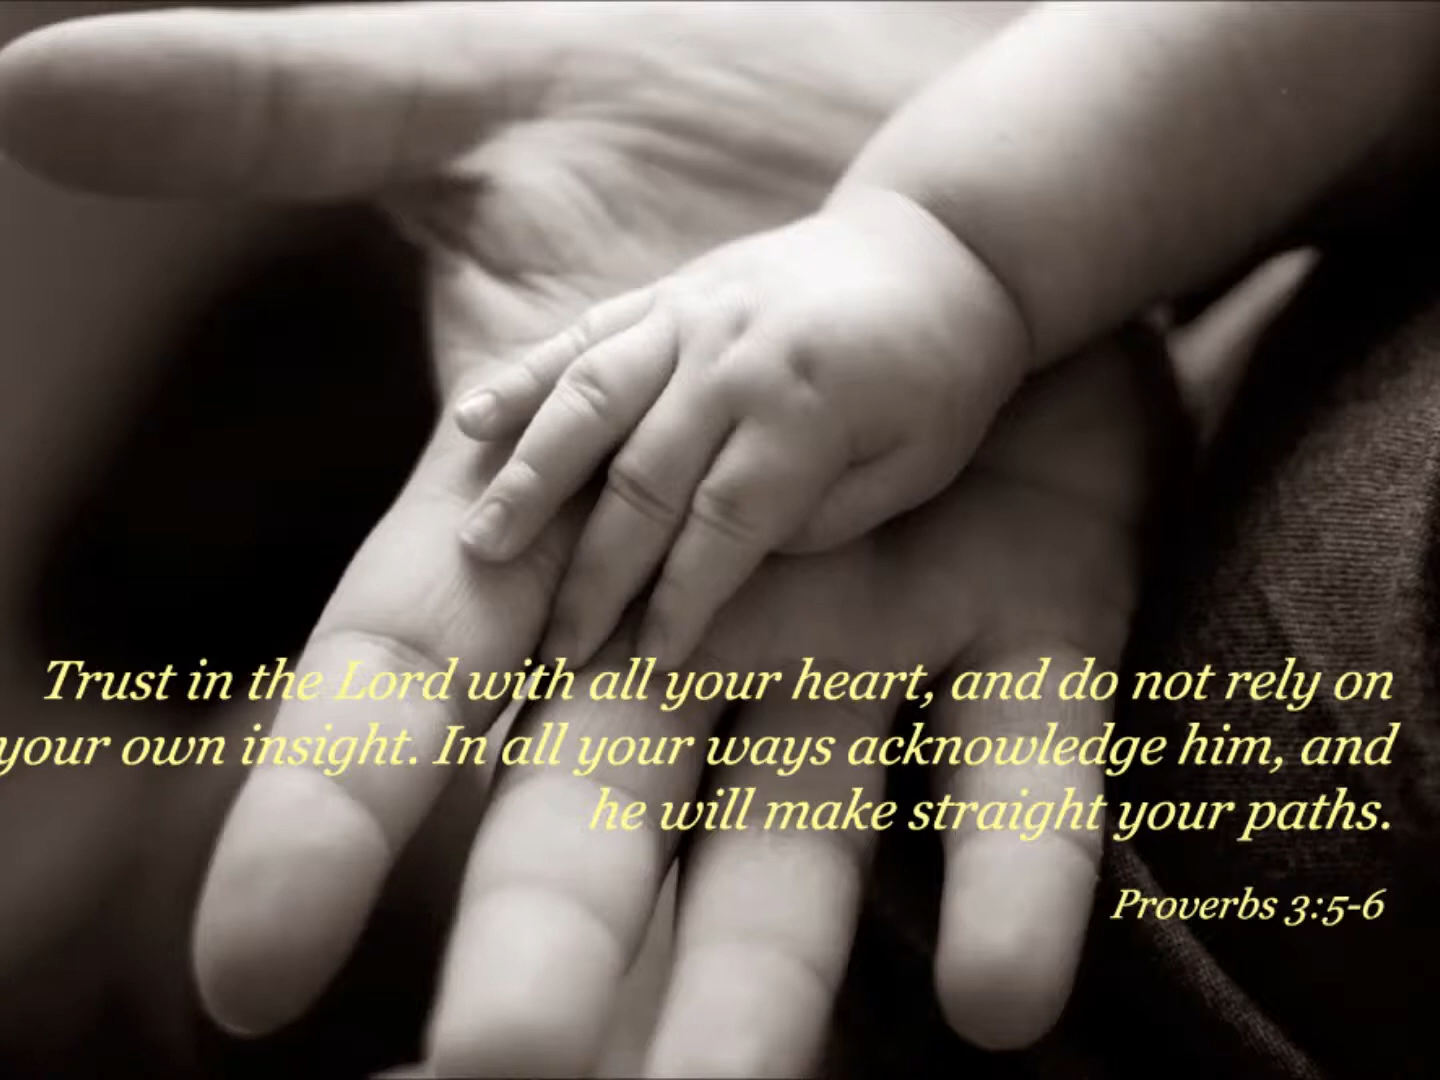 Trust in the Lord with all your heart, and do not rely on
your own insight. In all your ways acknowledge him, and
he will make straight your paths.
Proverbs 3:5-6